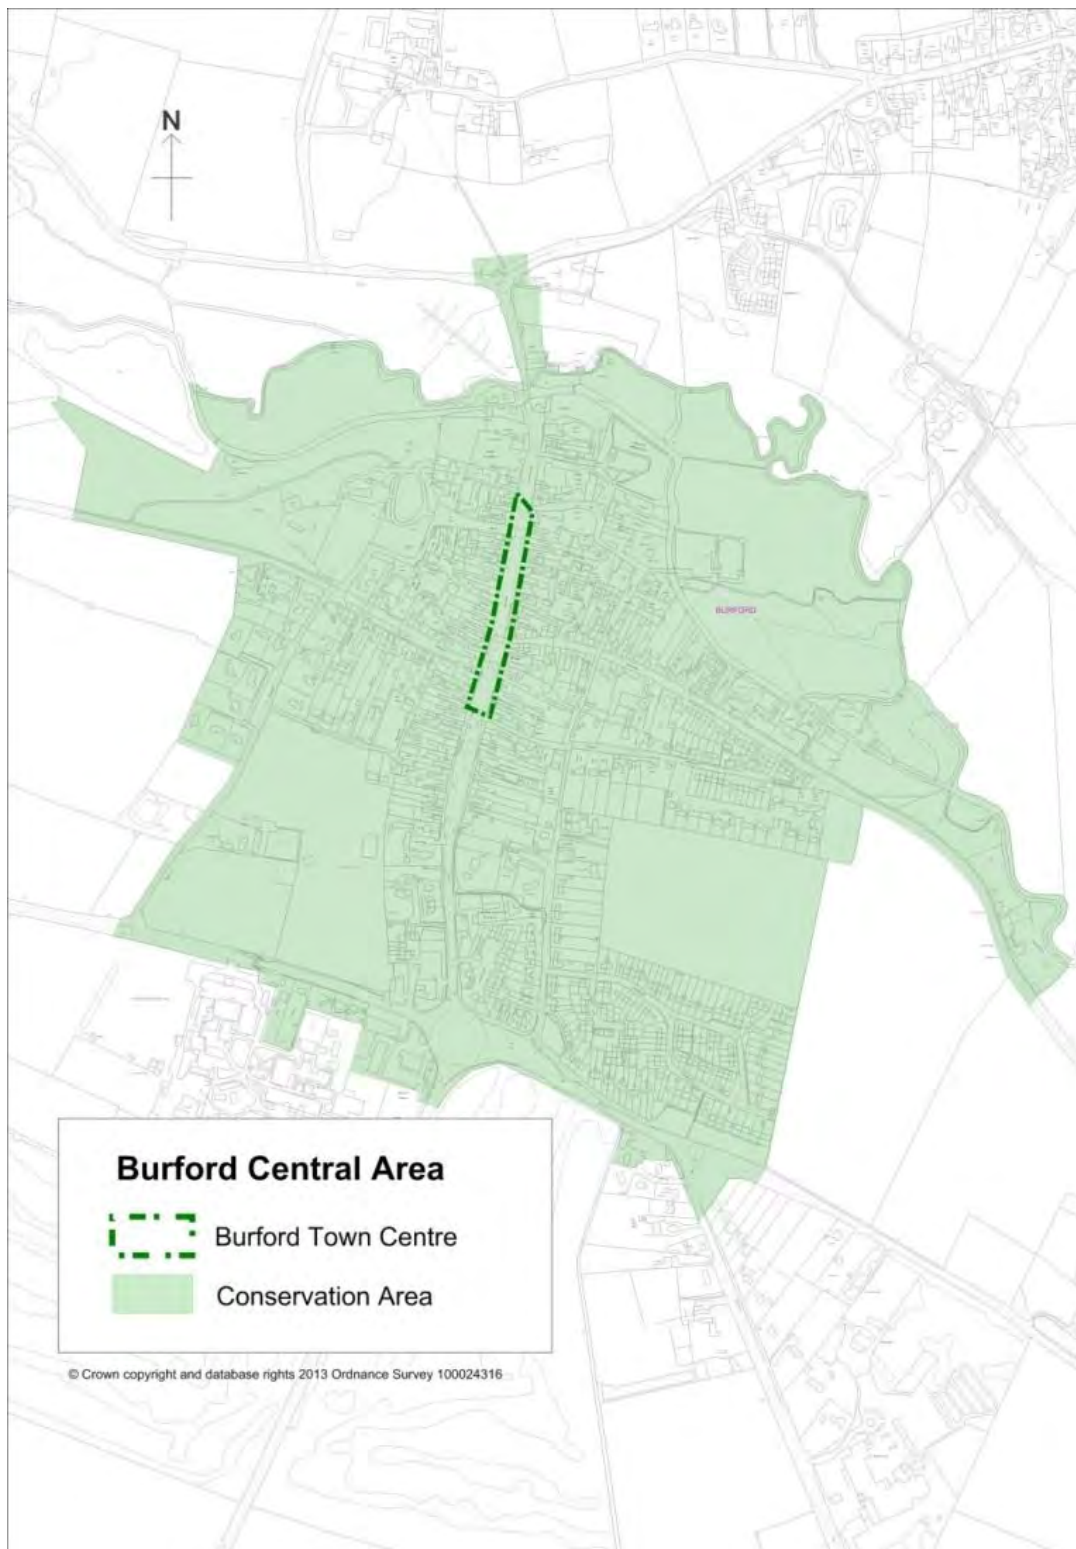 N
BURFORD
Burford Central Area
Burford Town Centre
Conservation Area
© Crown copyright and database rights 2013 Ordnance Survey 100024316